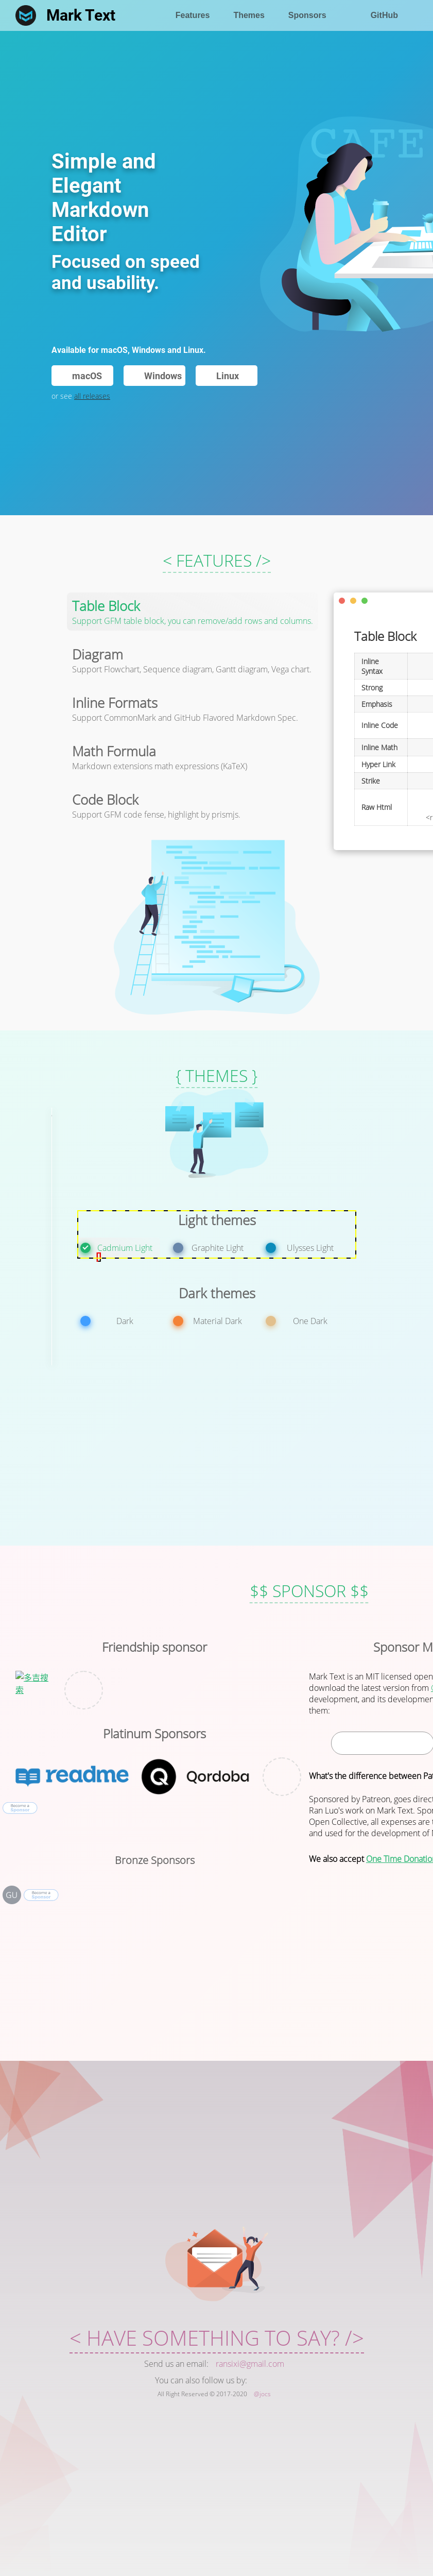 Mark Text
Features
Themes
Sponsors
GitHub
CAFE
Simple and
Elegant
Markdown
Editor
Focused on speed
and usability.
Available for macOS, Windows and Linux.
macOS
Windows
Linux
or see all releases
< FEATURES />
Table Block
Support GFM table block, you can remove/add rows and columns.
Diagram
Support Flowchart, Sequence diagram, Gantt diagram, Vega chart.
Inline Formats
Support CommonMark and GitHub Flavored Markdown Spec.
Math Formula
Markdown extensions math expressions (KaTeX)
Code Block
Support GFM code fense, highlight by prismjs.
Table Block
Inline
Syntax
Strong
Emphasis
Inline Code
Inline Math
Hyper Link
Strike
Raw Html
{ THEMES }
Light themes
Cadmium Light
Graphite Light
Ulysses Light
Dark themes
Dark
Material Dark
One Dark
$$ SPONSOR $$
Friendship sponsor
多吉搜
索
Platinum Sponsors
readme
Qordoba
Become a
Sponsor
Bronze Sponsors
GU
Become a
Sponsor
Sponsor M
Mark Text is an MIT licensed open
download the latest version from
development, and its developmen
them:
What's the difference between Pat
Sponsored by Patreon, goes direct
Ran Luo's work on Mark Text. Spon
Open Collective, all expenses are
and used for the development of
We also accept One Time Donation
< HAVE SOMETHING TO SAY? />
Send us an email: ransixi@gmail.com
You can also follow us by:
All Right Reserved © 2017-2020 @Jocs